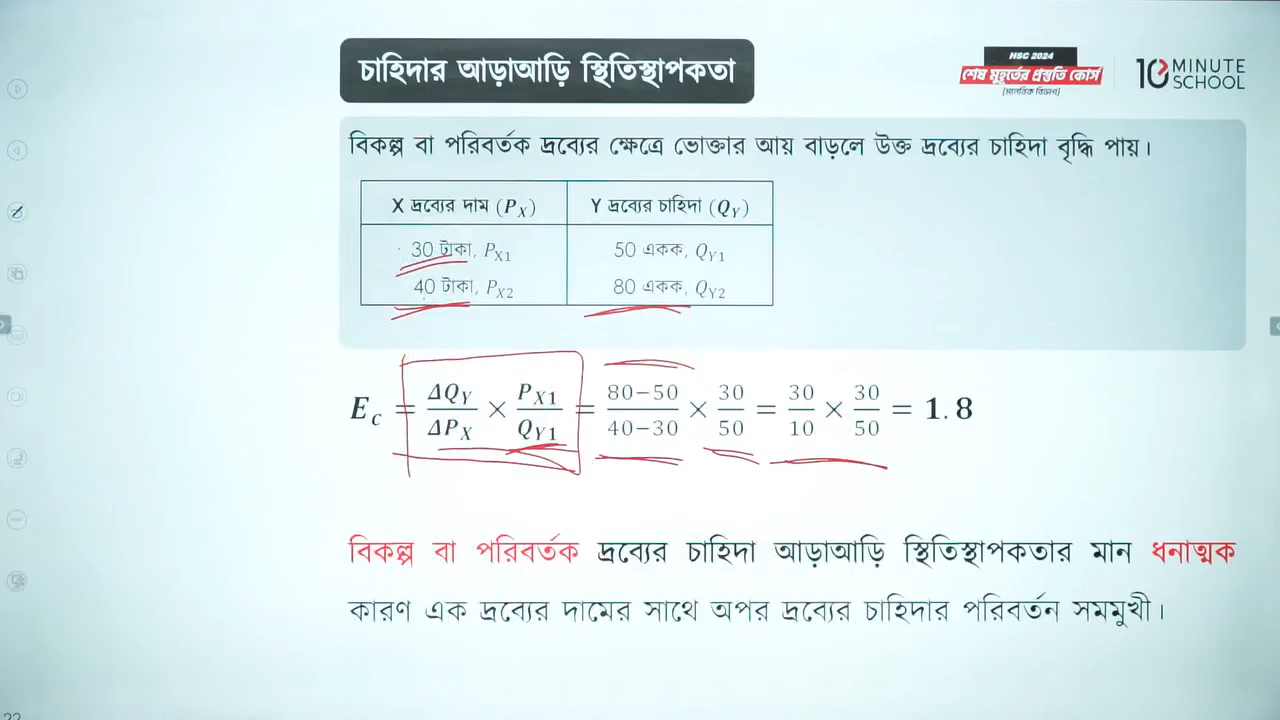 চাহিদার আড়াআড়ি স্থিতিস্থাপকতা
HSC 2024
শেষ মুহূর্তের প্রস্তুতি কোর্স
[মানবিক বিভাগ]
10 MINUTE SCHOOL
বিকল্প বা পরিবর্তক দ্রব্যের ক্ষেত্রে ভোক্তার আয় বাড়লে উক্ত দ্রব্যের চাহিদা বৃদ্ধি পায়।
X দ্রব্যের দাম (P_X) Y দ্রব্যের চাহিদা (Q_Y)
30 টাকা, P_X1 50 একক, Q_Y1
40 টাকা, P_X2 80 একক, Q_Y2
E_c = ΔQ_Y/ΔP_X × P_X1/Q_Y1 = 80−50/40−30 × 30/50 = 30/10 × 30/50 = 1.8
বিকল্প বা পরিবর্তক দ্রব্যের চাহিদা আড়াআড়ি স্থিতিস্থাপকতার মান ধনাত্মক
কারণ এক দ্রব্যের দামের সাথে অপর দ্রব্যের চাহিদার পরিবর্তন সমমুখী।